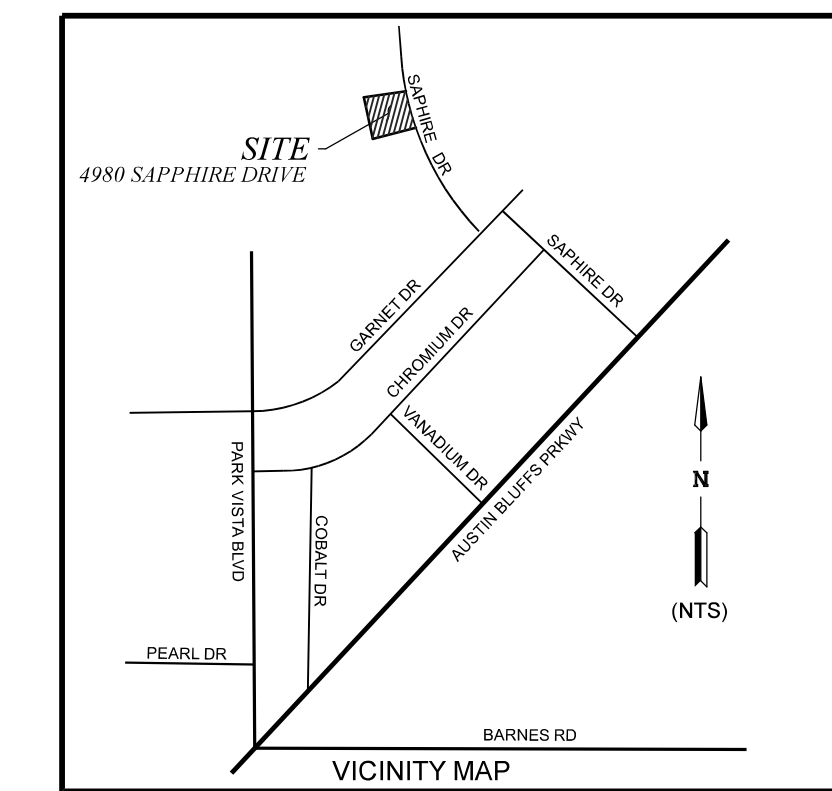 SAPHIRE DR
SITE
4980 SAPPHIRE DRIVE
SAPHIRE DR
GARNET DR
CHROMIUM DR
VANADIUM DR
AUSTIN BLUFFS PRKWY
PARK VISTA BLVD
COBALT DR
N
(NTS)
PEARL DR
BARNES RD
VICINITY MAP